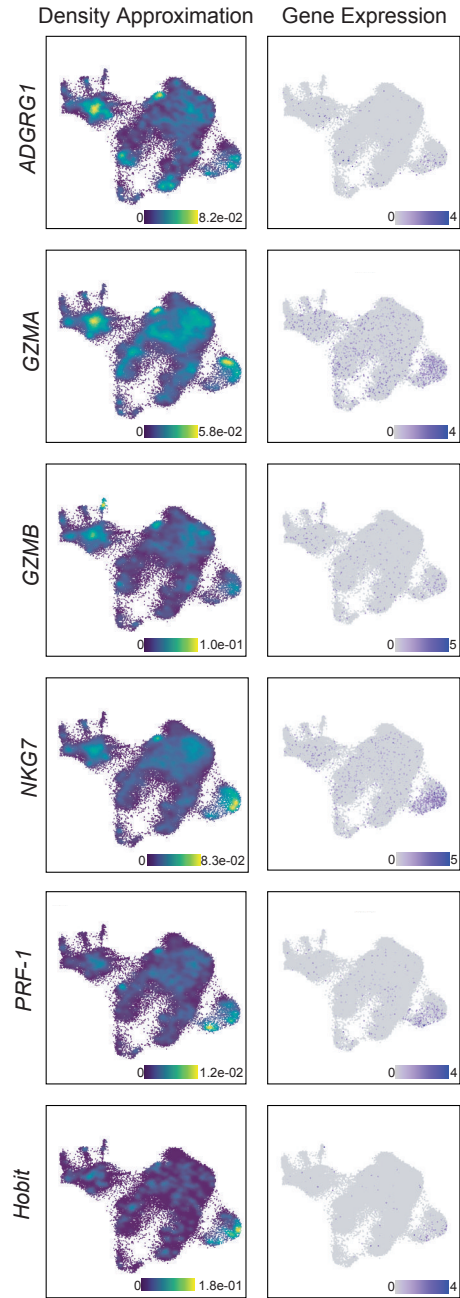 Density Approximation Gene Expression
ADGRG1
0 8.2e-02 0 4
GZMA
0 5.8e-02 0 4
GZMB
0 1.0e-01 0 5
NKG7
0 8.3e-02 0 5
PRF-1
0 1.2e-02 0 4
Hobit
0 1.8e-01 0 4